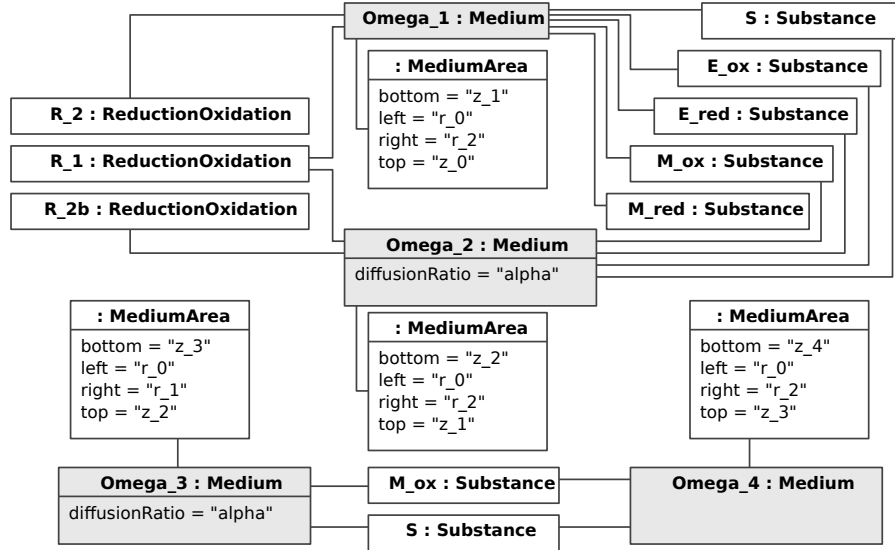 Omega_1 : Medium
S : Substance
: MediumArea
bottom = "z_1"
left = "r_0"
right = "r_2"
top = "z_0"
E_ox : Substance
E_red : Substance
M_ox : Substance
M_red : Substance
R_2 : ReductionOxidation
R_1 : ReductionOxidation
R_2b : ReductionOxidation
Omega_2 : Medium
diffusionRatio = "alpha"
: MediumArea
bottom = "z_3"
left = "r_0"
right = "r_1"
top = "z_2"
: MediumArea
bottom = "z_2"
left = "r_0"
right = "r_2"
top = "z_1"
: MediumArea
bottom = "z_4"
left = "r_0"
right = "r_2"
top = "z_3"
Omega_3 : Medium
diffusionRatio = "alpha"
M_ox : Substance
S : Substance
Omega_4 : Medium